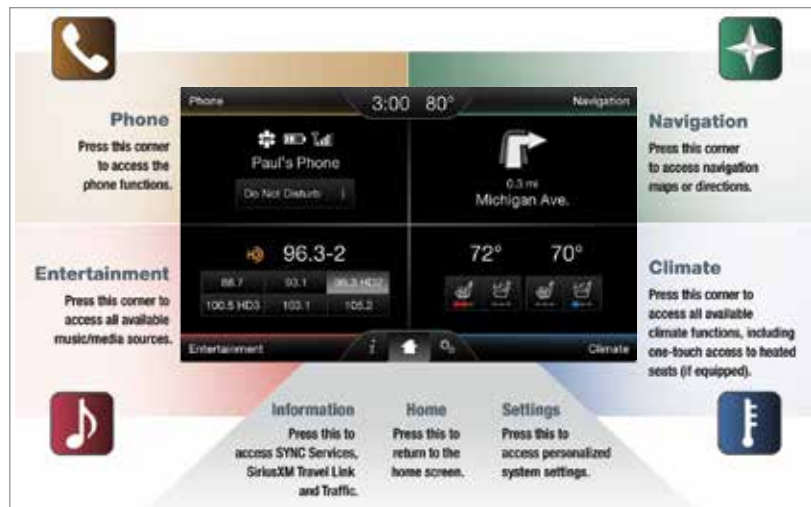 Phone
Press this corner
to access the
phone functions.
Entertainment
Press this corner to
access all available
music/media sources.
Phone
3:00 80°
Navigation
Paul's Phone
Do Not Disturb
0.3 mi
Michigan Ave.
96.3-2
88.7 93.1 96.3 HD2
100.5 HD3 103.1 105.2
72° 70°
Entertainment
i
Climate
Navigation
Press this corner
to access navigation
maps or directions.
Climate
Press this corner to
access all available
climate functions, including
one-touch access to heated
seats (if equipped).
Information
Press this to
access SYNC Services,
SiriusXM Travel Link
and Traffic.
Home
Press this to
return to the
home screen.
Settings
Press this to
access personalized
system settings.